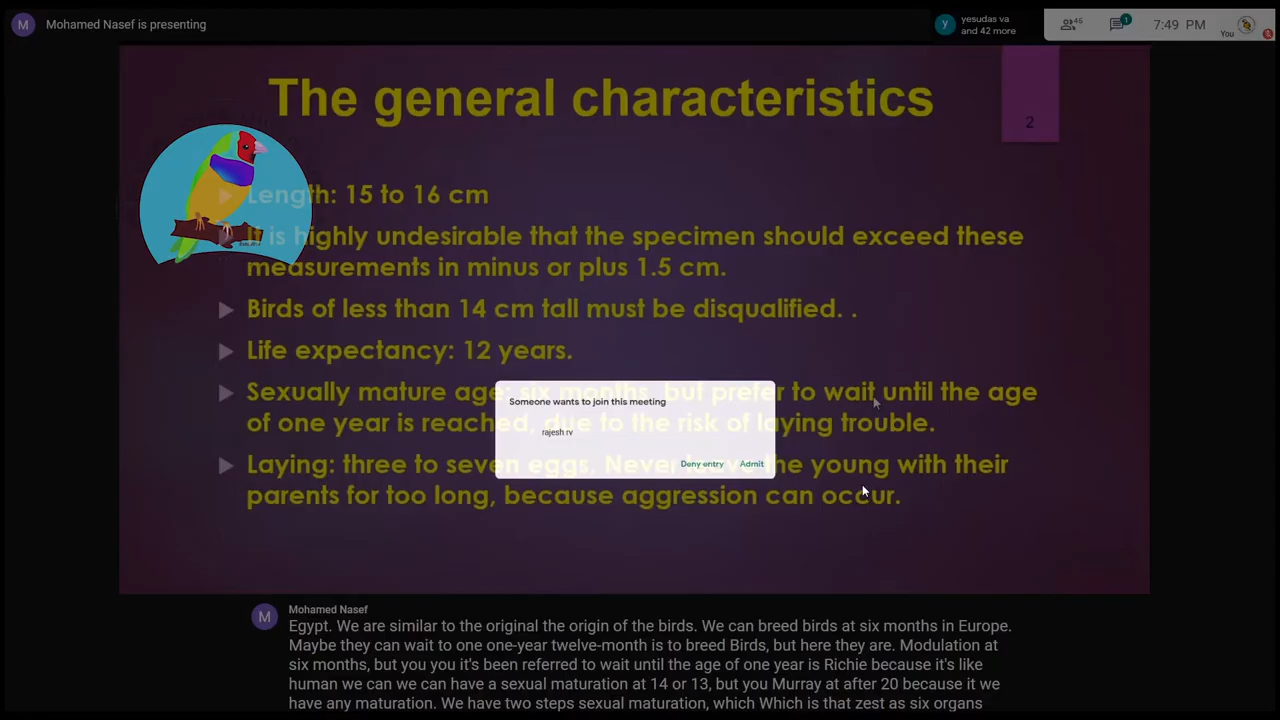 M Mohamed Nasef is presenting
y yesudas va
and 42 more
45
1
7:49 PM
You
The general characteristics
2
Length: 15 to 16 cm
It is highly undesirable that the specimen should exceed these
measurements in minus or plus 1.5 cm.
Birds of less than 14 cm tall must be disqualified. .
Life expectancy: 12 years.
Sexually mature age: six months, but prefer to wait until the age
of one year is reached, due to the risk of laying trouble.
Laying: three to seven eggs. Never leave the young with their
parents for too long, because aggression can occur.
Someone wants to join this meeting
rajesh rv
Deny entry Admit
M Mohamed Nasef
Egypt. We are similar to the original the origin of the birds. We can breed birds at six months in Europe.
Maybe they can wait to one one-year twelve-month is to breed Birds, but here they are. Modulation at
six months, but you you it's been referred to wait until the age of one year is Richie because it's like
human we can we can have a sexual maturation at 14 or 13, but you Murray at after 20 because it we
have any maturation. We have two steps sexual maturation, which Which is that zest as six organs